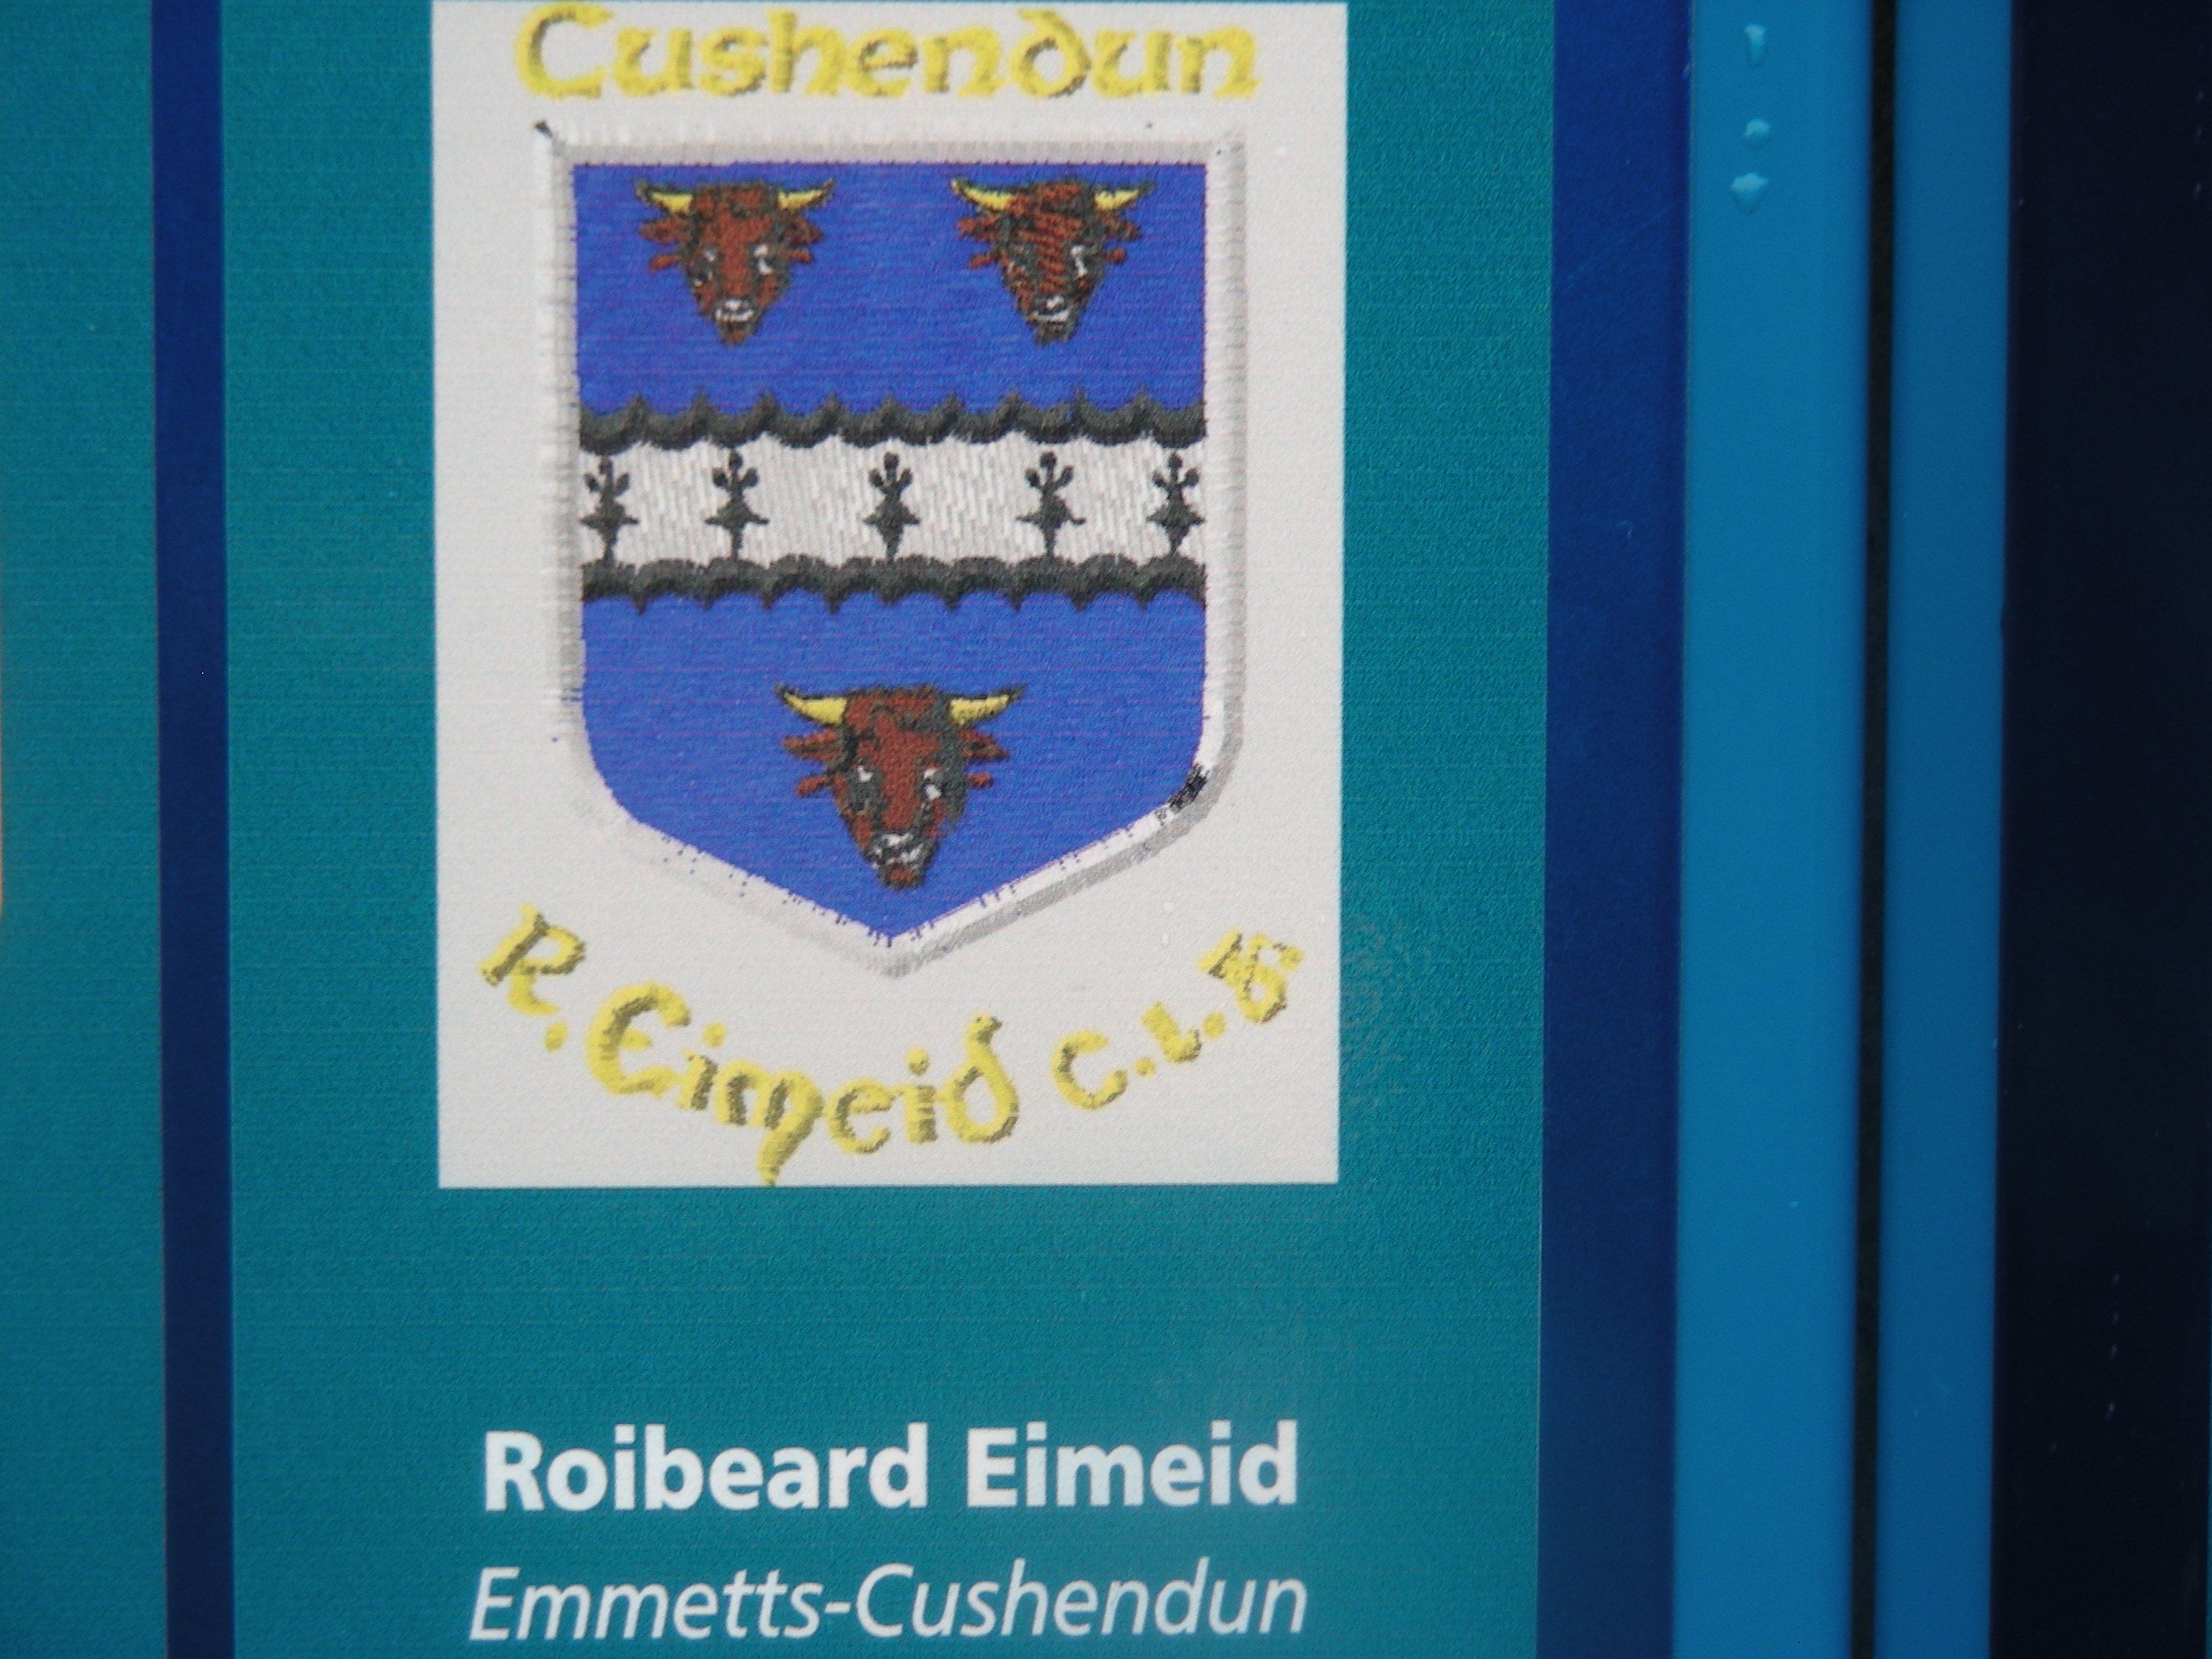 Cushendun
R. Eimeid C.L.G.
Roibeard Eimeid
Emmetts-Cushendun